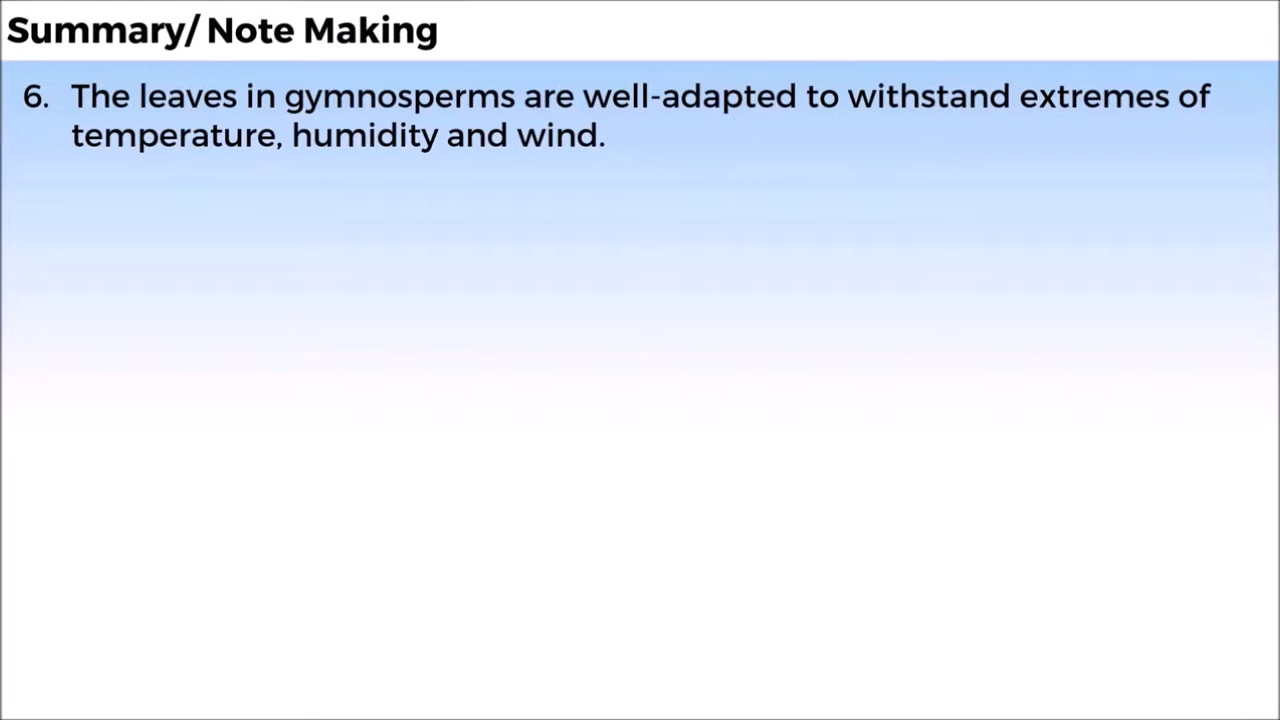 Summary/ Note Making
6. The leaves in gymnosperms are well-adapted to withstand extremes of
temperature, humidity and wind.